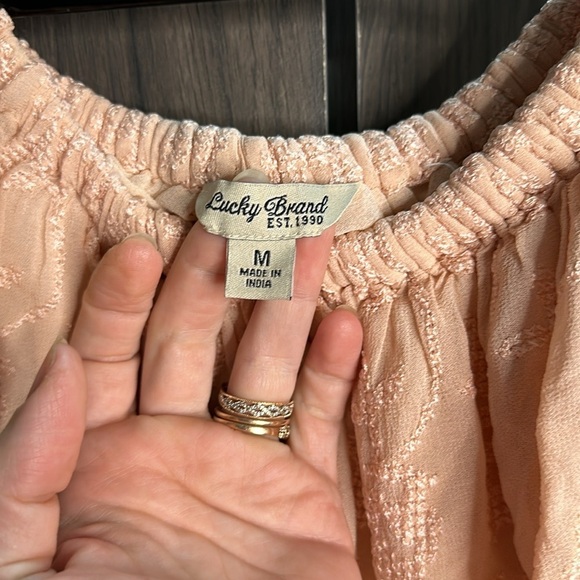 Lucky Brand
EST. 1990
M
MADE IN
INDIA